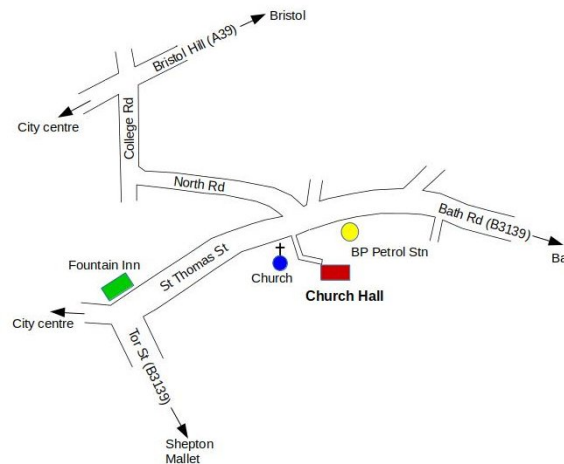 Bristol
Bristol Hill (A39)
City centre
College Rd
North Rd
Bath Rd (B3139)
BP Petrol Stn
Ba
St Thomas St
Fountain Inn
Church
Church Hall
City centre
Tor St (B3139)
Shepton
Mallet